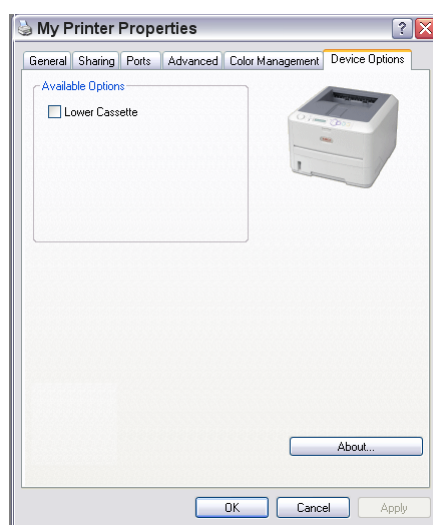 My Printer Properties
General Sharing Ports Advanced Color Management Device Options
Available Options
Lower Cassette
About...
OK Cancel Apply